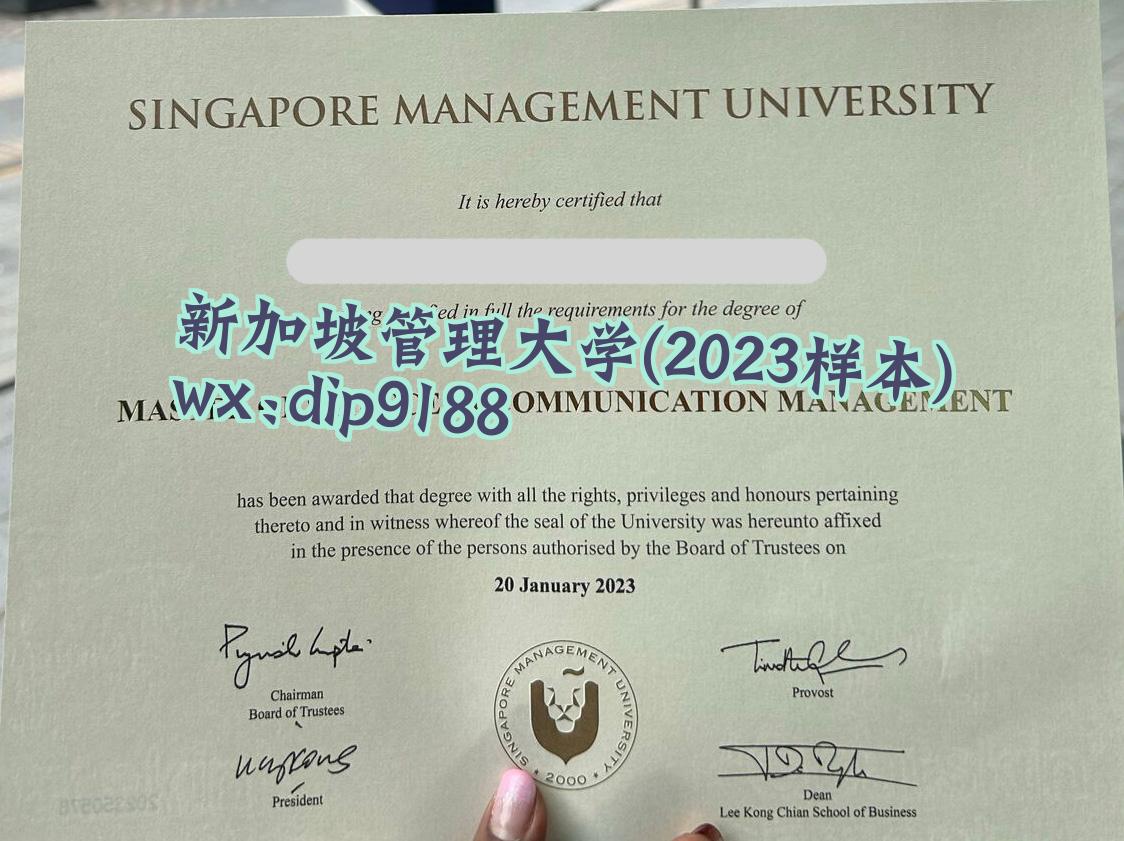 SINGAPORE MANAGEMENT UNIVERSITY
It is hereby certified that
in full the requirements for the degree of
新加坡管理大学(2023样本)
wx:dip9188
COMMUNICATION MANAGEMENT
has been awarded that degree with all the rights, privileges and honours pertaining
thereto and in witness whereof the seal of the University was hereunto affixed
in the presence of the persons authorised by the Board of Trustees on
20 January 2023
Chairman
Board of Trustees
Provost
SINGAPORE MANAGEMENT UNIVERSITY
* 2000 *
President
Dean
Lee Kong Chian School of Business